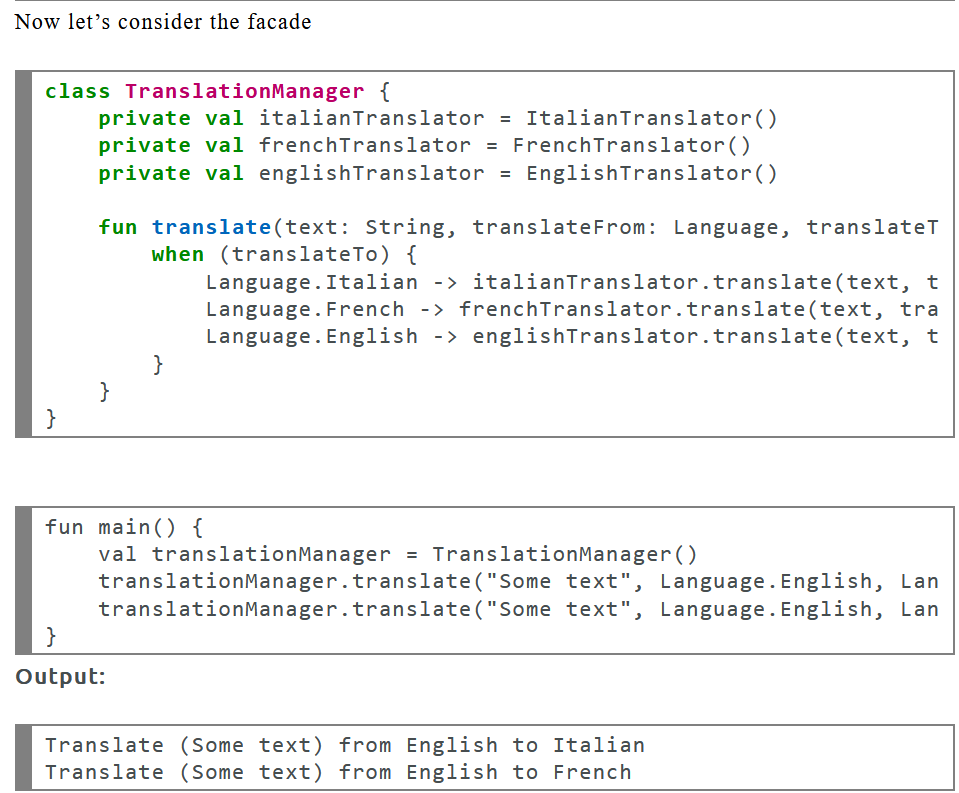 Now let’s consider the facade
class TranslationManager {
    private val italianTranslator = ItalianTranslator()
    private val frenchTranslator = FrenchTranslator()
    private val englishTranslator = EnglishTranslator()

    fun translate(text: String, translateFrom: Language, translateT
        when (translateTo) {
            Language.Italian -> italianTranslator.translate(text, t
            Language.French -> frenchTranslator.translate(text, tra
            Language.English -> englishTranslator.translate(text, t
        }
    }
}
fun main() {
    val translationManager = TranslationManager()
    translationManager.translate("Some text", Language.English, Lan
    translationManager.translate("Some text", Language.English, Lan
}
Output:
Translate (Some text) from English to Italian
Translate (Some text) from English to French